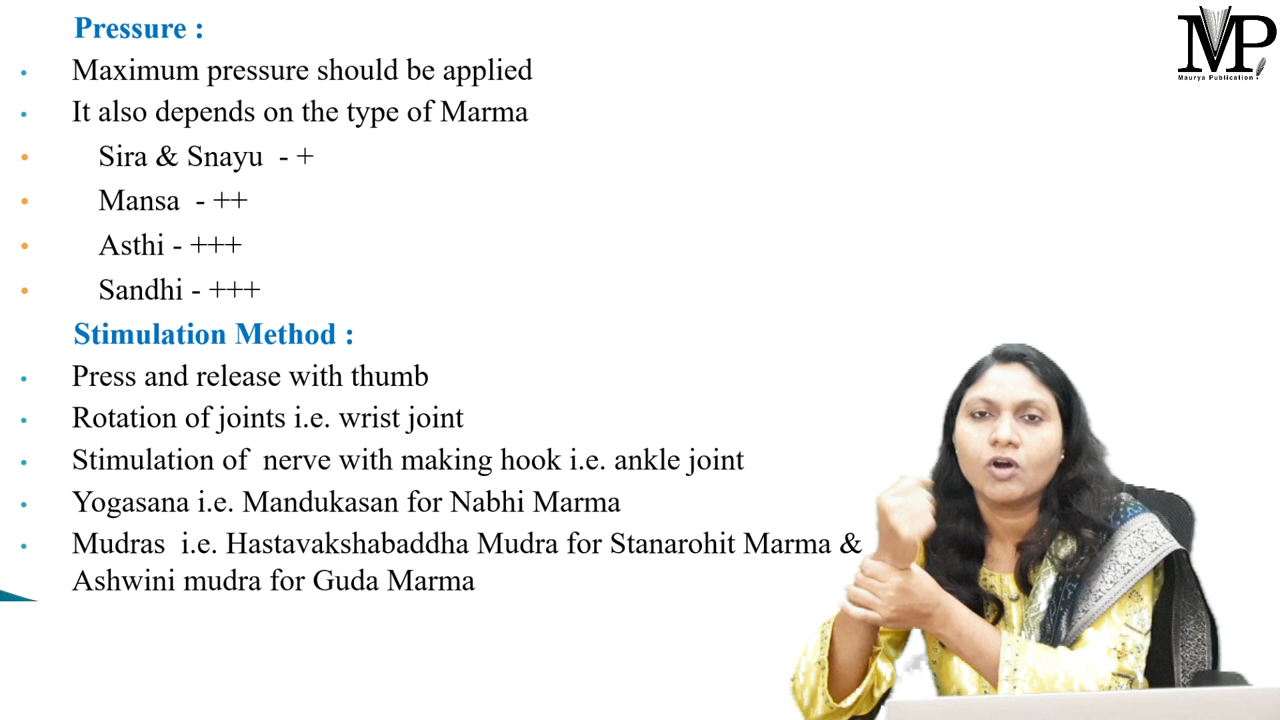 Pressure :
• Maximum pressure should be applied
• It also depends on the type of Marma
• Sira & Snayu - +
• Mansa - ++
• Asthi - +++
• Sandhi - +++
Stimulation Method :
• Press and release with thumb
• Rotation of joints i.e. wrist joint
• Stimulation of nerve with making hook i.e. ankle joint
• Yogasana i.e. Mandukasan for Nabhi Marma
• Mudras i.e. Hastavakshabaddha Mudra for Stanarohit Marma &
Ashwini mudra for Guda Marma
MP
Maurya Publication